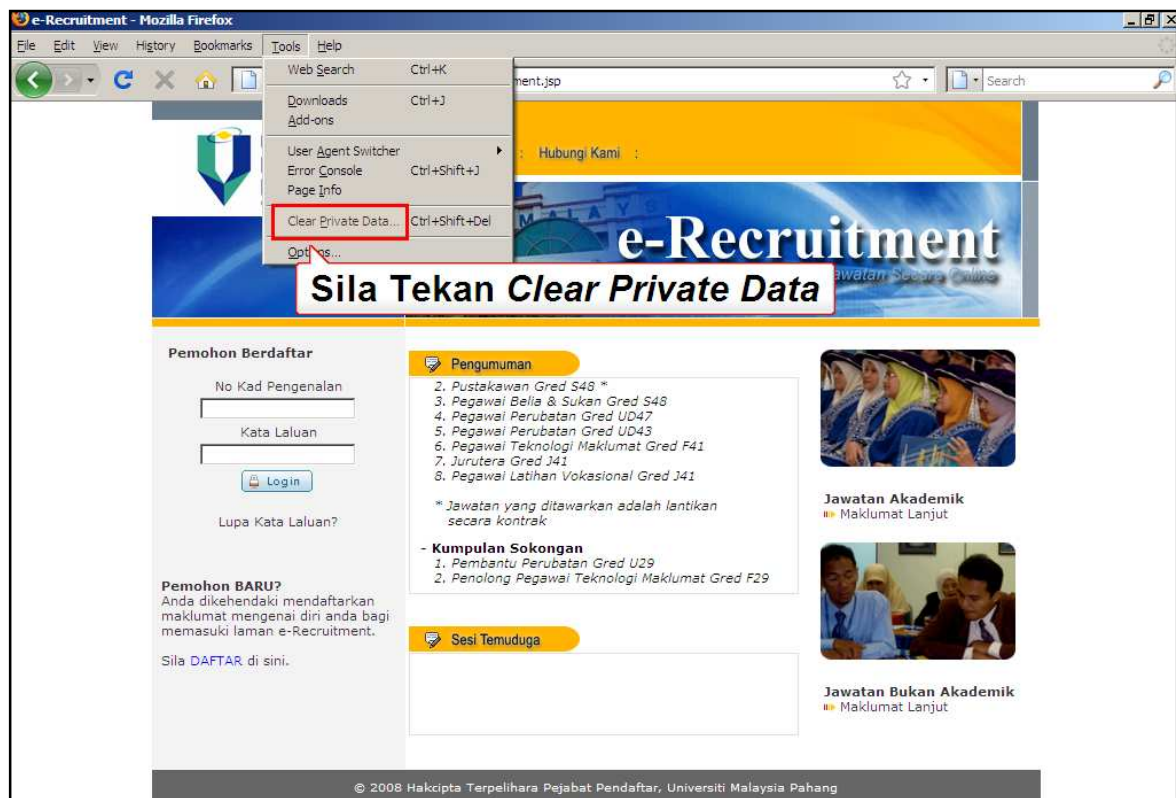 e-Recruitment - Mozilla Firefox
File Edit View History Bookmarks Tools Help
Web Search Ctrl+K
Downloads Ctrl+J
Add-ons
User Agent Switcher
Error Console Ctrl+Shift+J
Page Info
Clear Private Data... Ctrl+Shift+Del
ment.jsp
Search
: Hubungi Kami :
MALAYS
e-Recruitment
Sila Tekan Clear Private Data
Pemohon Berdaftar
No Kad Pengenalan
Kata Laluan
Login
Lupa Kata Laluan?
Pemohon BARU?
Anda dikehendaki mendaftarkan
maklumat mengenai diri anda bagi
memasuki laman e-Recruitment.
Sila DAFTAR di sini.
Pengumuman
2. Pustakawan Gred S48 *
3. Pegawai Belia & Sukan Gred S48
4. Pegawai Perubatan Gred UD47
5. Pegawai Perubatan Gred UD43
6. Pegawai Teknologi Maklumat Gred F41
7. Jurutera Gred J41
8. Pegawai Latihan Vokasional Gred J41
* Jawatan yang ditawarkan adalah lantikan
secara kontrak
- Kumpulan Sokongan
1. Pembantu Perubatan Gred U29
2. Penolong Pegawai Teknologi Maklumat Gred F29
Sesi Temuduga
Jawatan Akademik
Maklumat Lanjut
Jawatan Bukan Akademik
Maklumat Lanjut
© 2008 Hakcipta Terpelihara Pejabat Pendaftar, Universiti Malaysia Pahang